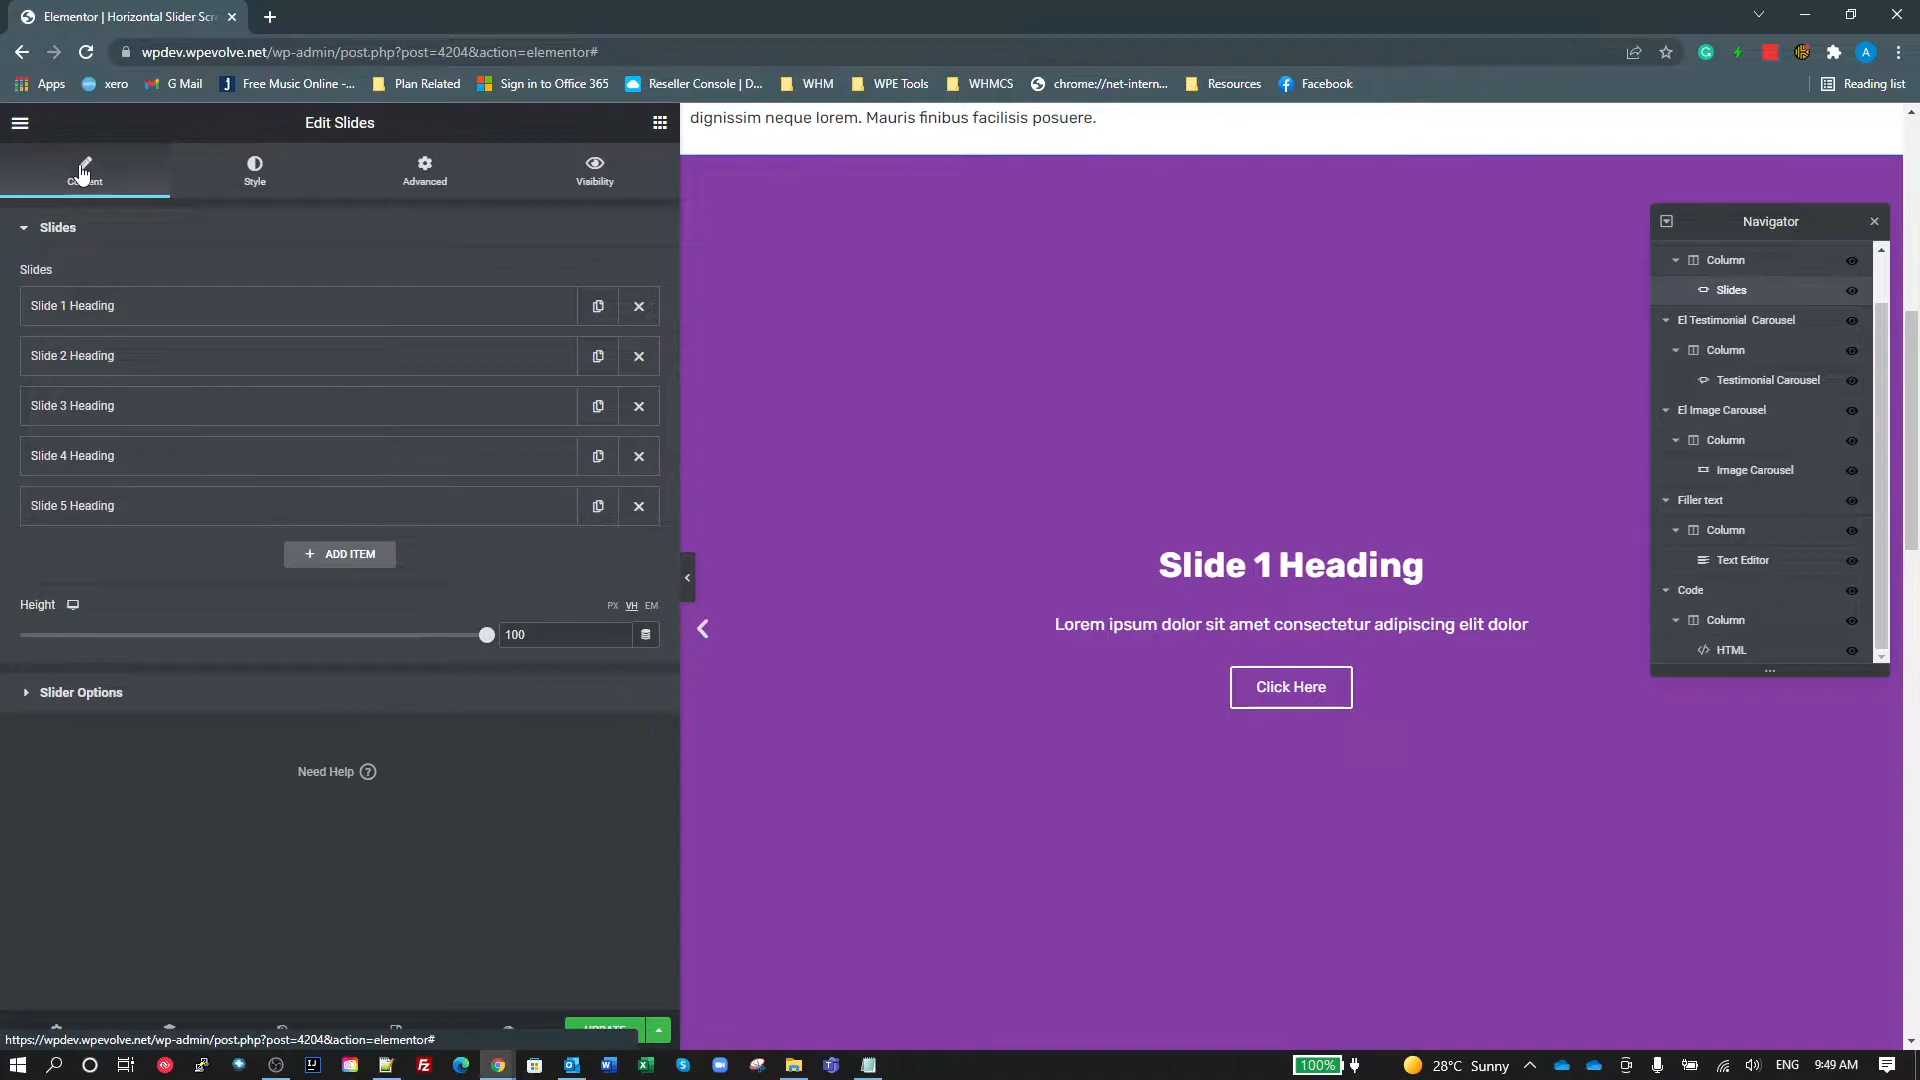 Elementor | Horizontal Slider Scr
wpdev.wpevolve.net/wp-admin/post.php?post=4204&action=elementor#
A
Apps
xero
G Mail
Free Music Online -...
Plan Related
Sign in to Office 365
Reseller Console | D...
WHM
WPE Tools
WHMCS
chrome://net-intern...
Resources
Facebook
Reading list
Edit Slides
dignissim neque lorem. Mauris finibus facilisis posuere.
Content
Style
Advanced
Visibility
Slides
Slides
Slide 1 Heading
Slide 2 Heading
Slide 3 Heading
Slide 4 Heading
Slide 5 Heading
+ ADD ITEM
Height
PX VH EM
100
Slider Options
Need Help ?
Slide 1 Heading
Lorem ipsum dolor sit amet consectetur adipiscing elit dolor
Click Here
Navigator
Column
Slides
El Testimonial Carousel
Column
Testimonial Carousel
El Image Carousel
Column
Image Carousel
Filler text
Column
Text Editor
Code
Column
HTML
UPDATE
https://wpdev.wpevolve.net/wp-admin/post.php?post=4204&action=elementor#
100%
28°C Sunny
ENG
9:49 AM